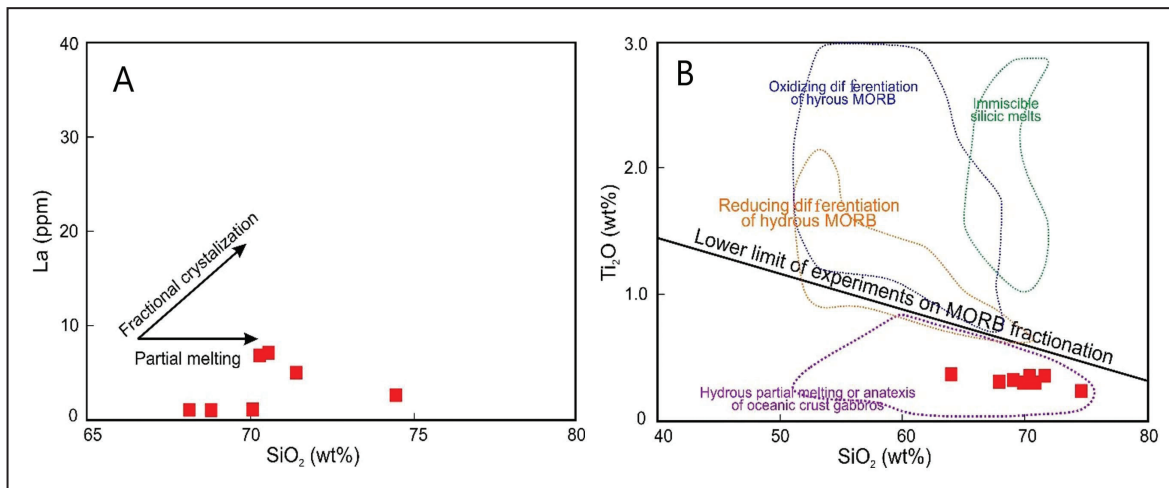 A
40
30
20
10
0
La (ppm)
Fractional crystalization
Partial melting
65
70
75
80
SiO₂ (wt%)
B
3.0
2.0
1.0
0
Ti₂O (wt%)
Oxidizing dif ferentiation
of hyrous MORB
Immiscible
silicic melts
Reducing dif ferentiation
of hydrous MORB
Lower limit of experiments on MORB fractionation
Hydrous partial melting or anatexis
of oceanic crust gabbros
40
50
60
70
80
SiO₂ (wt%)